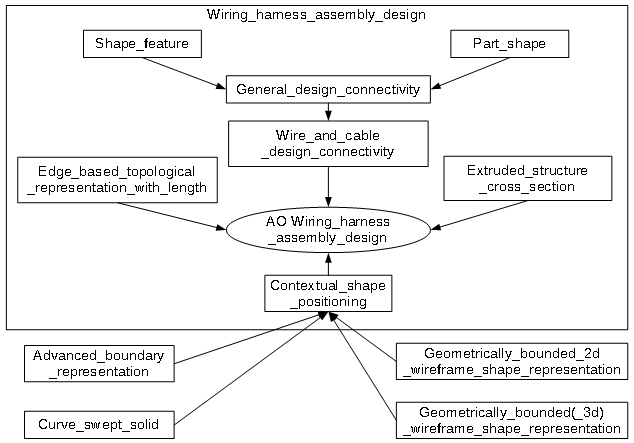 Wiring_harness_assembly_design
Shape_feature
Part_shape
General_design_connectivity
Wire_and_cable
_design_connectivity
Edge_based_topological
_representation_with_length
Extruded_structure
_cross_section
AO Wiring_harness
_assembly_design
Contextual_shape
_positioning
Advanced_boundary
_representation
Geometrically_bounded_2d
_wireframe_shape_representation
Curve_swept_solid
Geometrically_bounded(_3d)
_wireframe_shape_representation